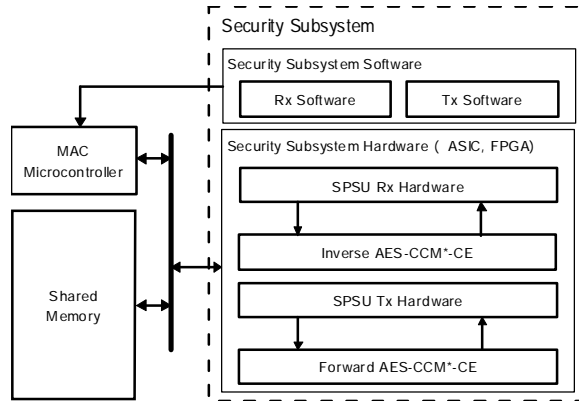 Security Subsystem
Security Subsystem Software
Rx Software
Tx Software
MAC
Microcontroller
Security Subsystem Hardware ( ASIC, FPGA)
SPSU Rx Hardware
Inverse AES-CCM*-CE
SPSU Tx Hardware
Forward AES-CCM*-CE
Shared
Memory